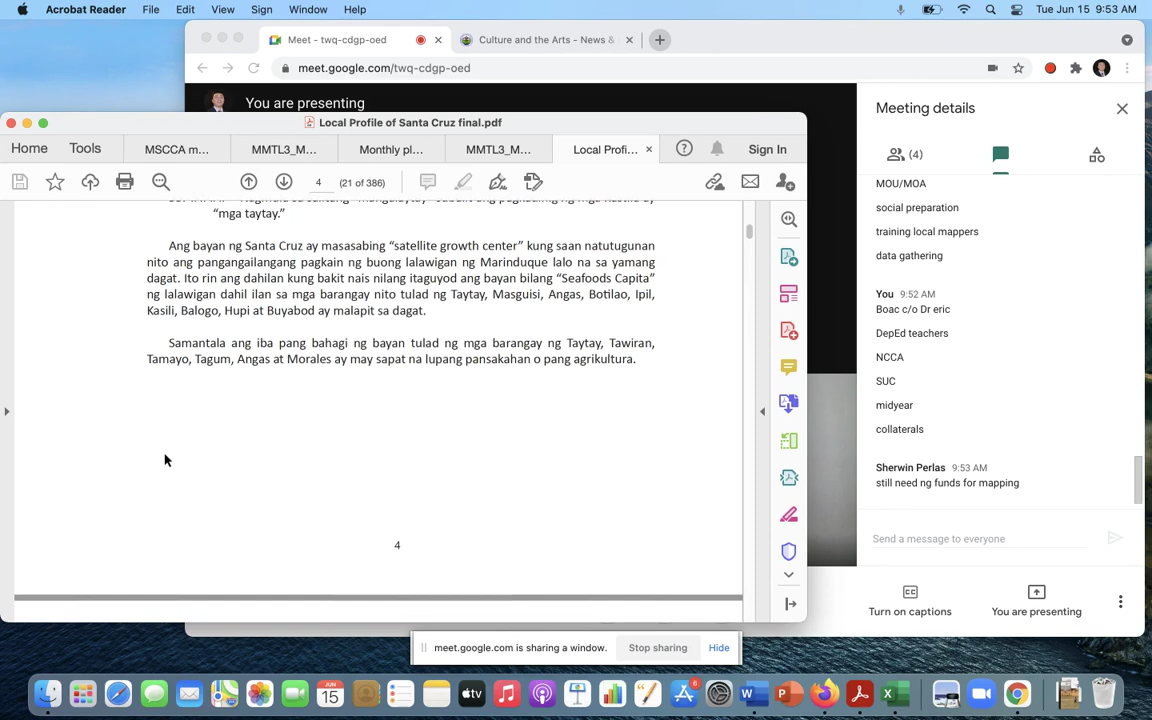 Acrobat Reader File Edit View Sign Window Help Tue Jun 15 9:53 AM
Meet - twq-cdgp-oed Culture and the Arts - News &
meet.google.com/twq-cdgp-oed
You are presenting
Local Profile of Santa Cruz final.pdf
Home Tools MSCCA m... MMTL3_M... Monthly pl... MMTL3_M... Local Profi... Sign In
4 (21 of 386)
"mga taytay."
Ang bayan ng Santa Cruz ay masasabing "satellite growth center" kung saan natutugunan
nito ang pangangailangang pagkain ng buong lalawigan ng Marinduque lalo na sa yamang
dagat. Ito rin ang dahilan kung bakit nais nilang itaguyod ang bayan bilang "Seafoods Capita"
ng lalawigan dahil ilan sa mga barangay nito tulad ng Taytay, Masguisi, Angas, Botilao, Ipil,
Kasili, Balogo, Hupi at Buyabod ay malapit sa dagat.
Samantala ang iba pang bahagi ng bayan tulad ng mga barangay ng Taytay, Tawiran,
Tamayo, Tagum, Angas at Morales ay may sapat na lupang pansakahan o pang agrikultura.
4
Meeting details
(4)
MOU/MOA
social preparation
training local mappers
data gathering
You 9:52 AM
Boac c/o Dr eric
DepEd teachers
NCCA
SUC
midyear
collaterals
Sherwin Perlas 9:53 AM
still need ng funds for mapping
Send a message to everyone
Turn on captions You are presenting
meet.google.com is sharing a window. Stop sharing Hide
JUN
15
tv
6